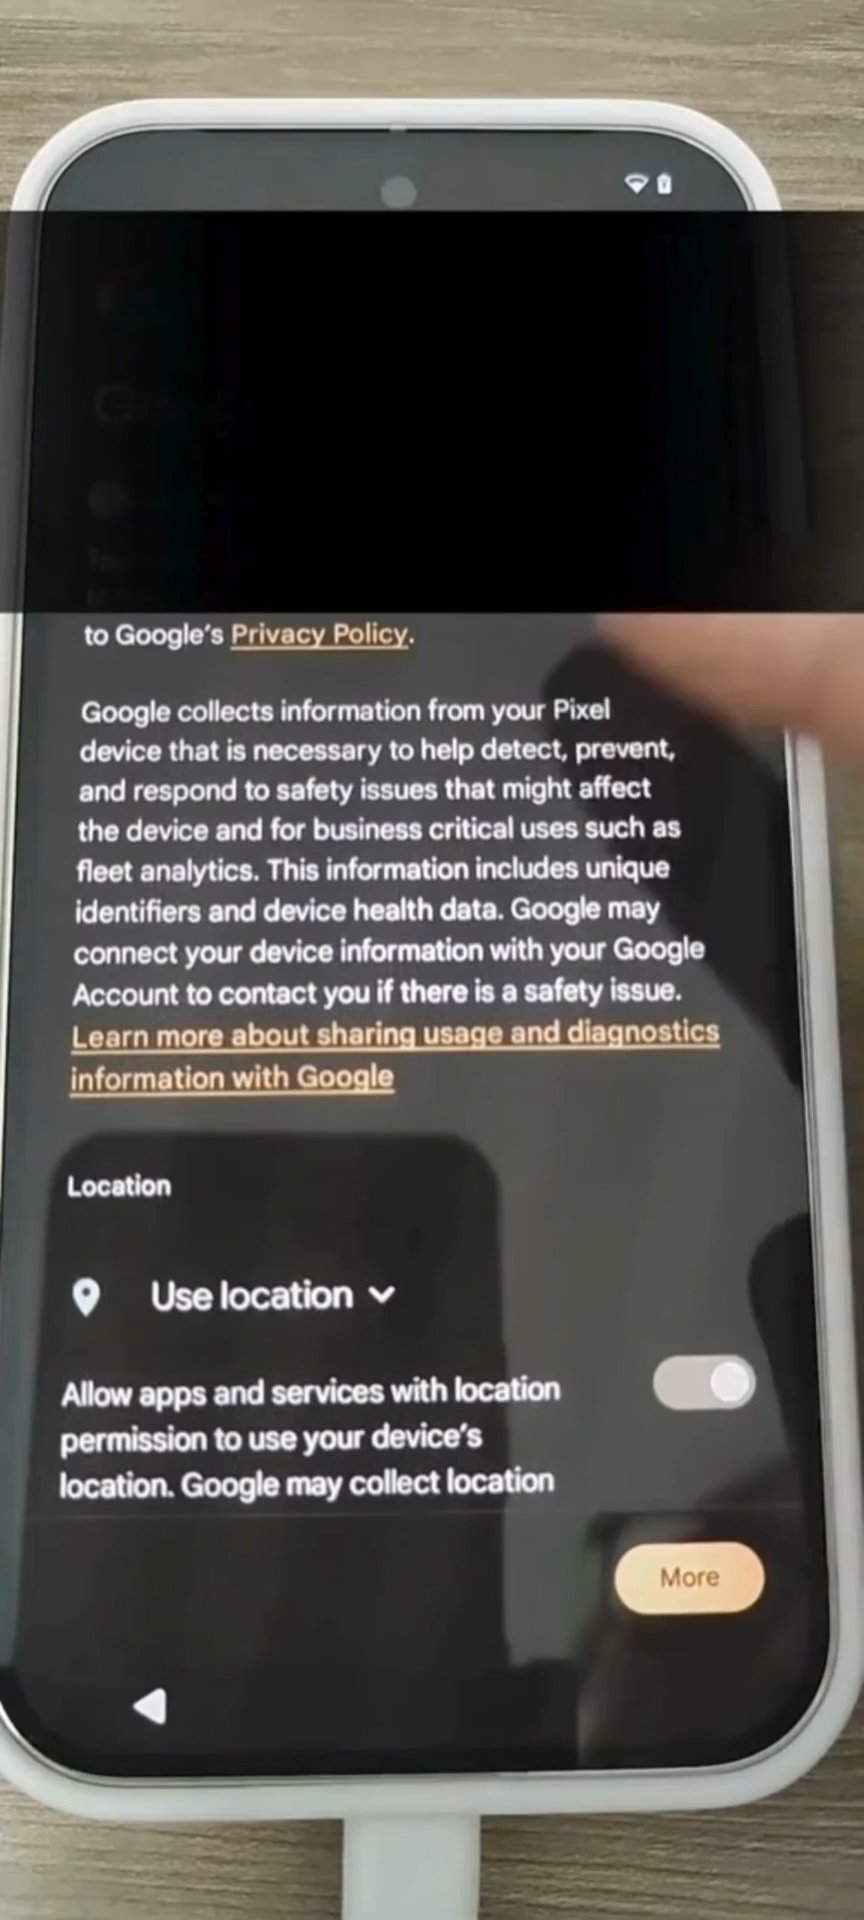 to Google's Privacy Policy.
Google collects information from your Pixel
device that is necessary to help detect, prevent,
and respond to safety issues that might affect
the device and for business critical uses such as
fleet analytics. This information includes unique
identifiers and device health data. Google may
connect your device information with your Google
Account to contact you if there is a safety issue.
Learn more about sharing usage and diagnostics
information with Google
Location
Use location
Allow apps and services with location
permission to use your device's
location. Google may collect location
More